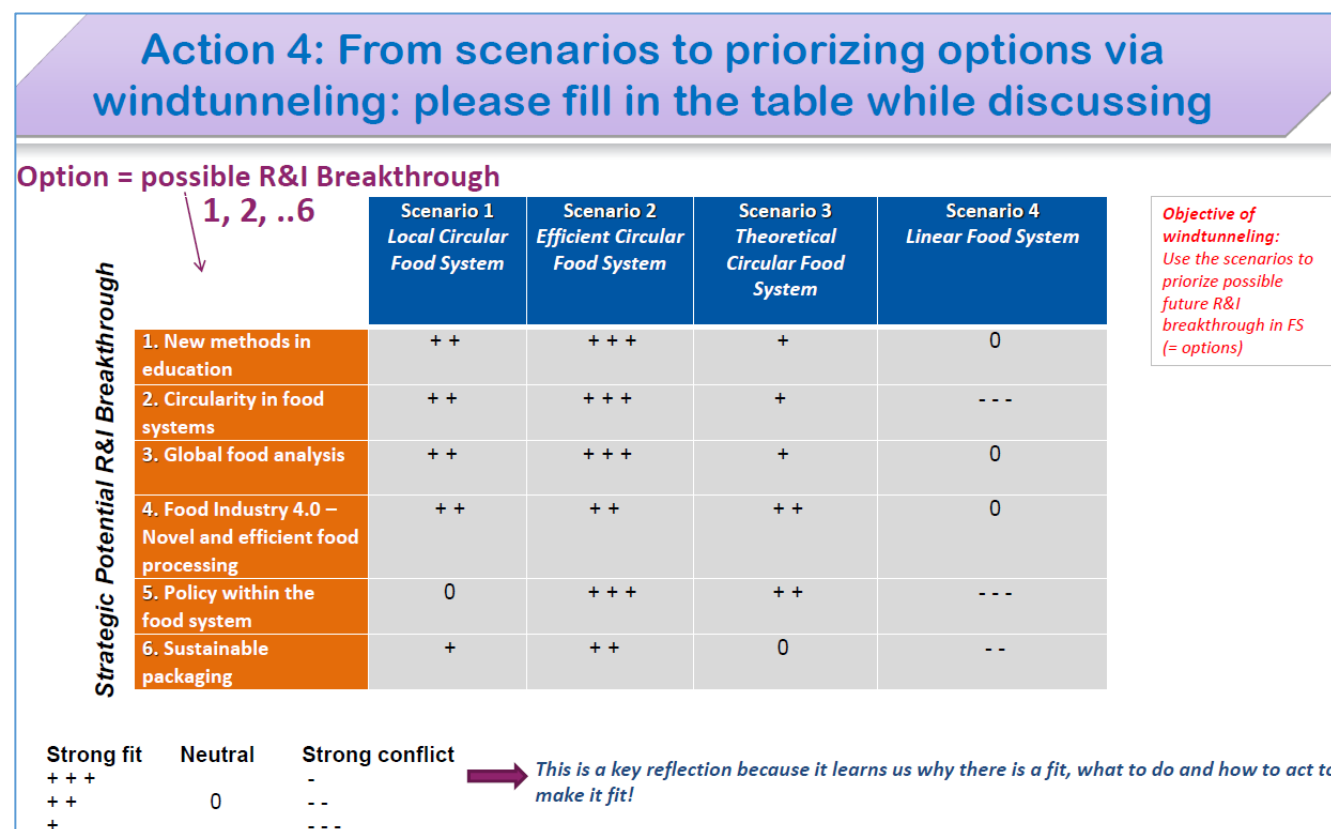 Action 4: From scenarios to priorizing options via
windtunneling: please fill in the table while discussing
Option = possible R&I Breakthrough
1, 2, ..6
Strategic Potential R&I Breakthrough
Scenario 1
Local Circular
Food System
Scenario 2
Efficient Circular
Food System
Scenario 3
Theoretical
Circular Food
System
Scenario 4
Linear Food System
1. New methods in
education
+ +
+ + +
+
0
2. Circularity in food
systems
+ +
+ + +
+
- - -
3. Global food analysis
+ +
+ + +
+
0
4. Food Industry 4.0 –
Novel and efficient food
processing
+ +
+ +
+ +
0
5. Policy within the
food system
0
+ + +
+ +
- - -
6. Sustainable
packaging
+
+ +
0
- -
Objective of
windtunneling:
Use the scenarios to
priorize possible
future R&I
breakthrough in FS
(= options)
Strong fit Neutral Strong conflict
+ + + -
+ + 0 - -
+ - - -
This is a key reflection because it learns us why there is a fit, what to do and how to act to
make it fit!